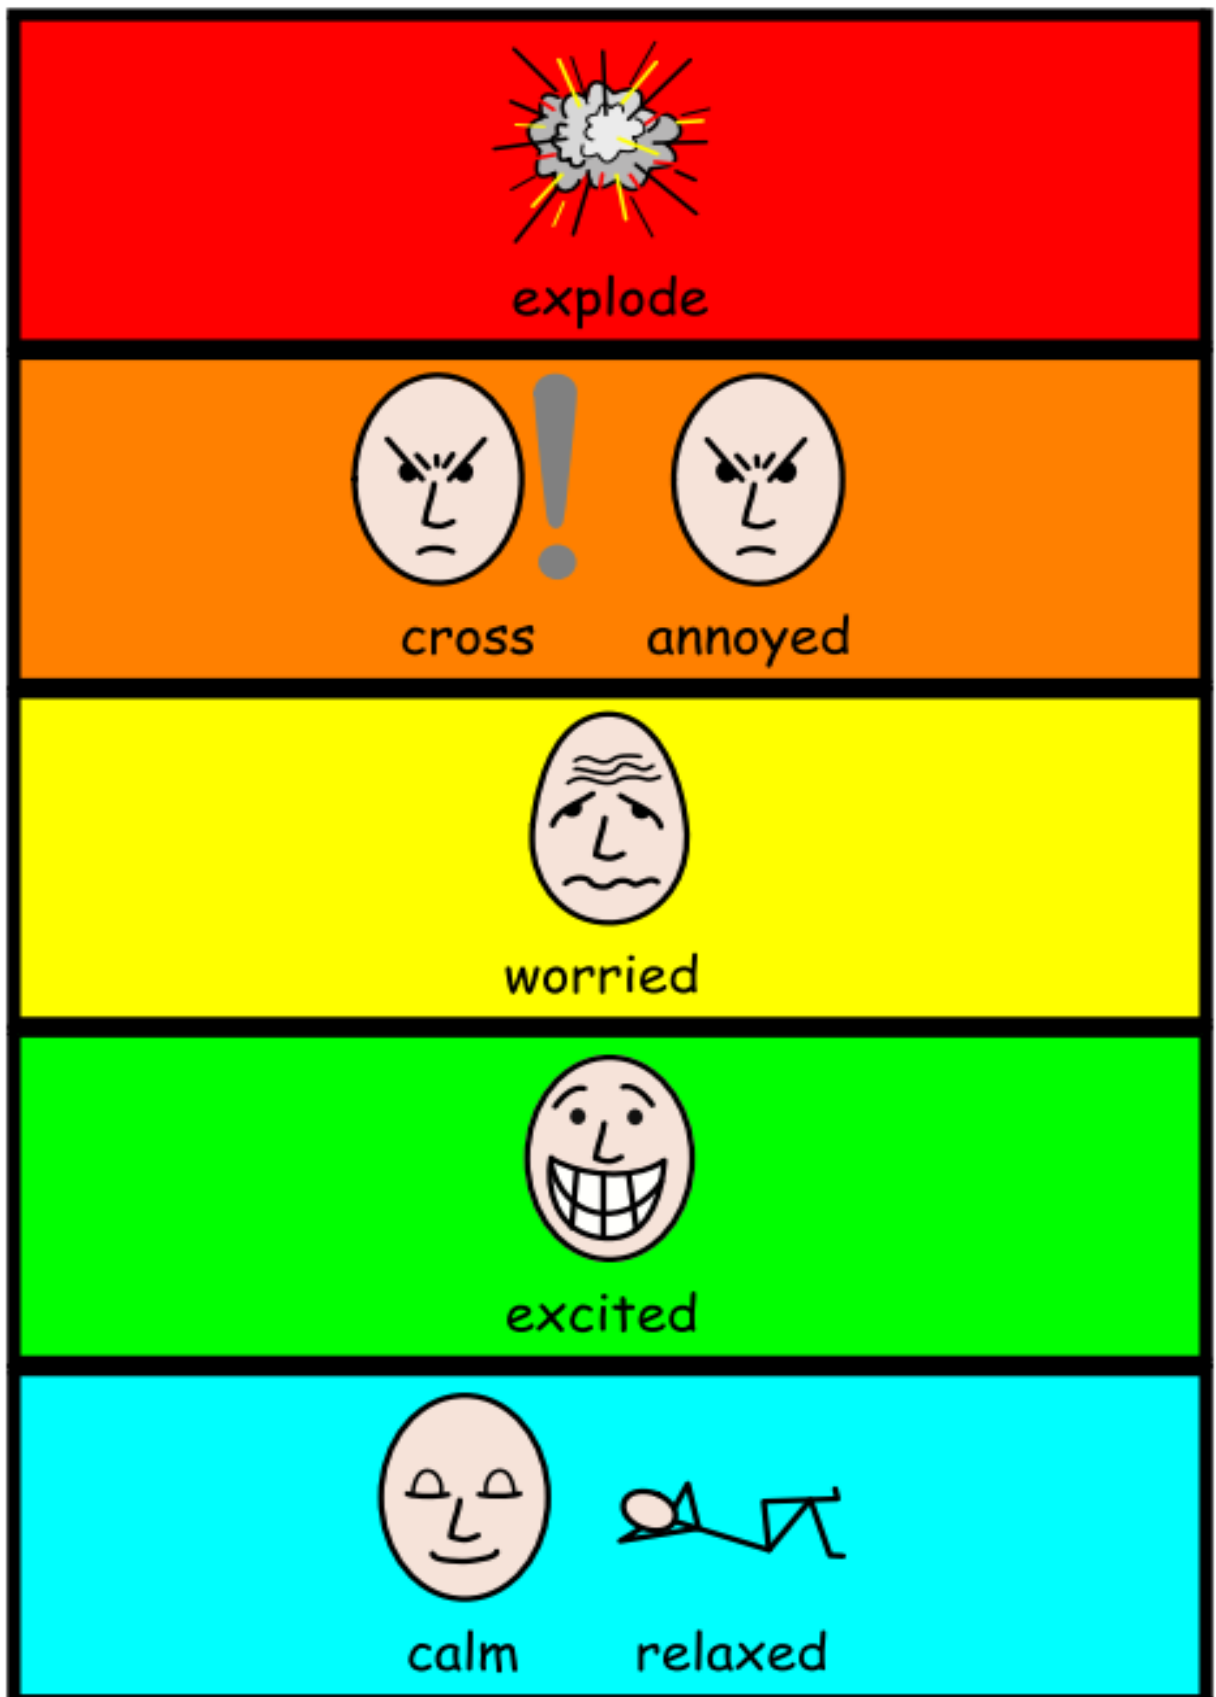 explode
cross annoyed
worried
excited
calm relaxed